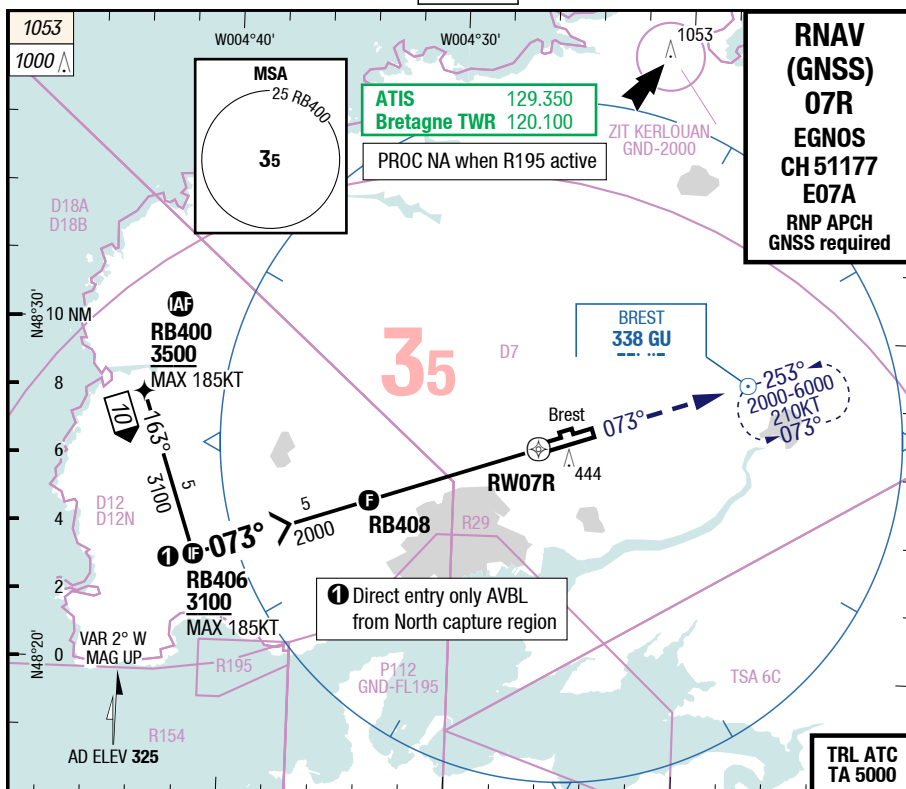 1053
1000
W004°40'
W004°30'
1053
RNAV
(GNSS)
07R
EGNOS
CH 51177
E07A
RNP APCH
GNSS required
MSA
25 RB400
35
ATIS 129.350
Bretagne TWR 120.100
PROC NA when R195 active
ZIT KERLOUAN
GND-2000
D18A
D18B
N48°30'
10 NM
IAF
RB400
3500
MAX 185KT
35
D7
BREST
338 GU
8
10
163°
5
3100
253°
2000-6000
210KT
073°
073°
Brest
6
RW07R
444
4
D12
D12N
F
RB408
5
2000
R29
1
IF
073°
RB406
3100
MAX 185KT
2
1 Direct entry only AVBL
from North capture region
N48°20'
0
VAR 2° W
MAG UP
R195
P112
GND-FL195
TSA 6C
R154
AD ELEV 325
TRL ATC
TA 5000